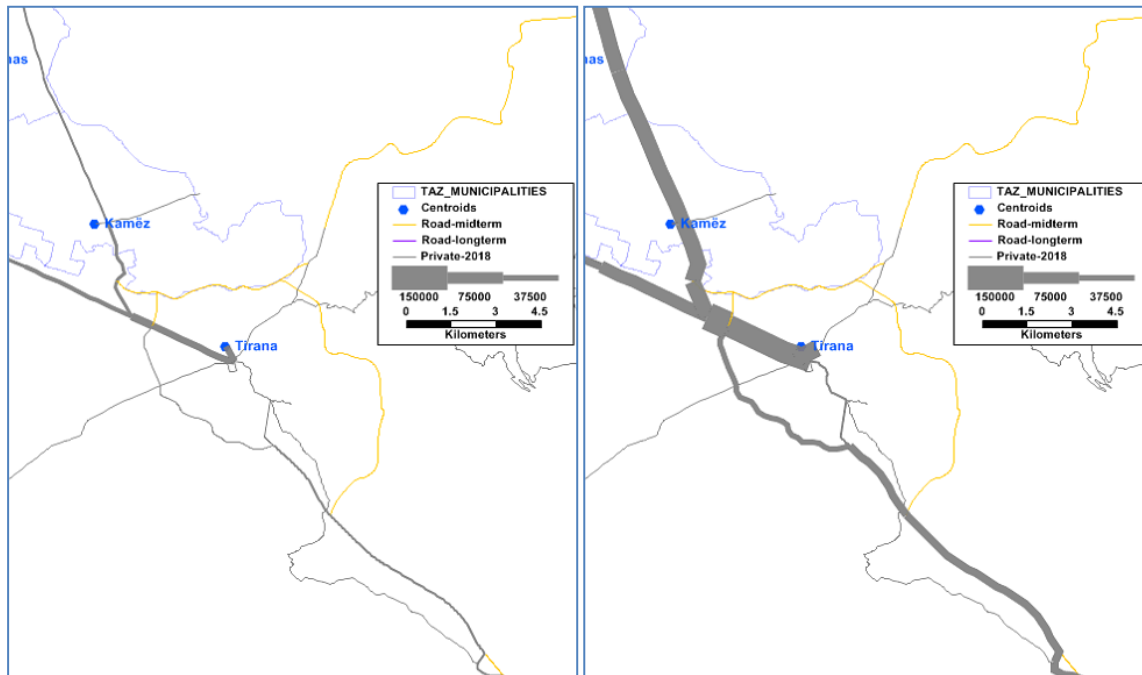 nas
Kamëz
Tirana
TAZ_MUNICIPALITIES
Centroids
Road-midterm
Road-longterm
Private-2018
150000 75000 37500
0 1.5 3 4.5
Kilometers
nas
Kamëz
Tirana
TAZ_MUNICIPALITIES
Centroids
Road-midterm
Road-longterm
Private-2018
150000 75000 37500
0 1.5 3 4.5
Kilometers